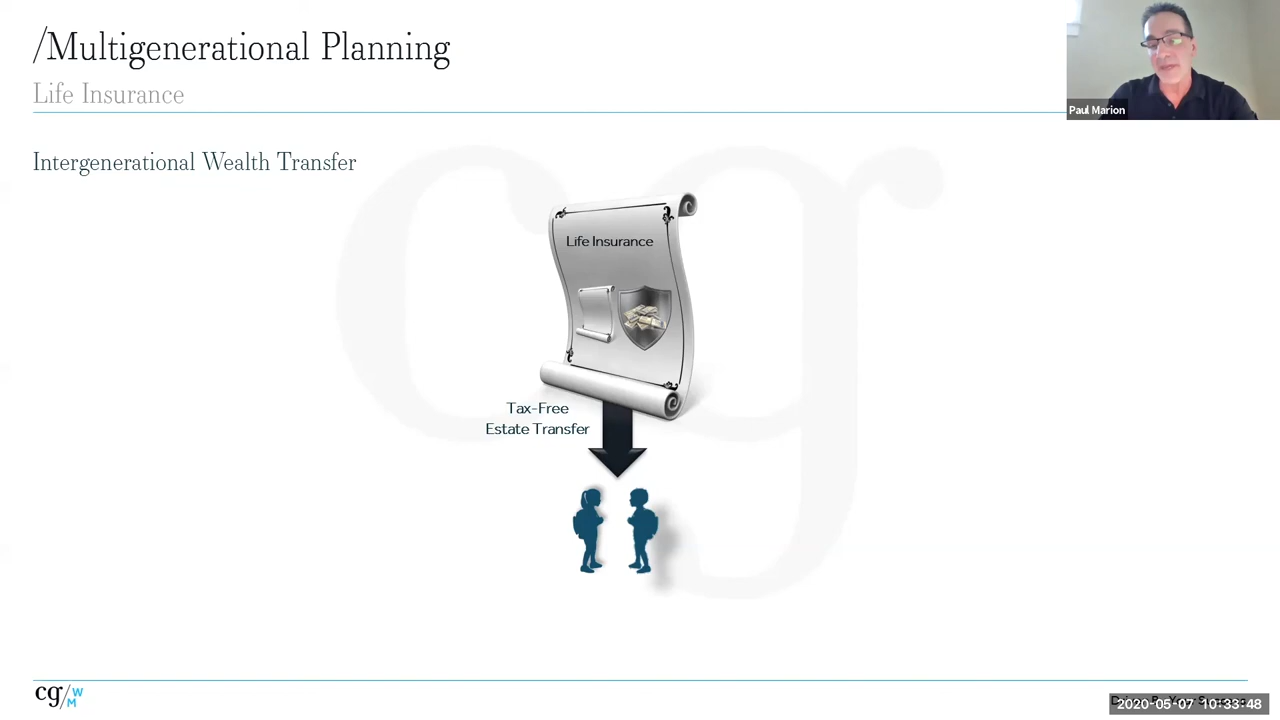 /Multigenerational Planning
Life Insurance
Paul Marion
Intergenerational Wealth Transfer
Life Insurance
Tax-Free
Estate Transfer
cg/WM
2020-05-07 10:33:48